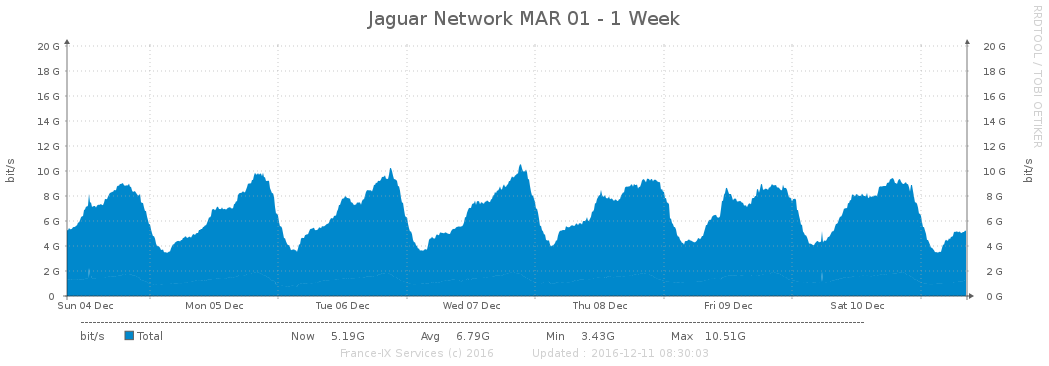 Jaguar Network MAR 01 - 1 Week
RRDTOOL / TOBI OETIKER
20 G 20 G
18 G 18 G
16 G 16 G
14 G 14 G
12 G 12 G
10 G 10 G
8 G 8 G
6 G 6 G
4 G 4 G
2 G 2 G
0 0 G
bit/s bit/s
Sun 04 Dec Mon 05 Dec Tue 06 Dec Wed 07 Dec Thu 08 Dec Fri 09 Dec Sat 10 Dec
bit/s Total Now 5.19G Avg 6.79G Min 3.43G Max 10.51G
France-IX Services (c) 2016 Updated : 2016-12-11 08:30:03